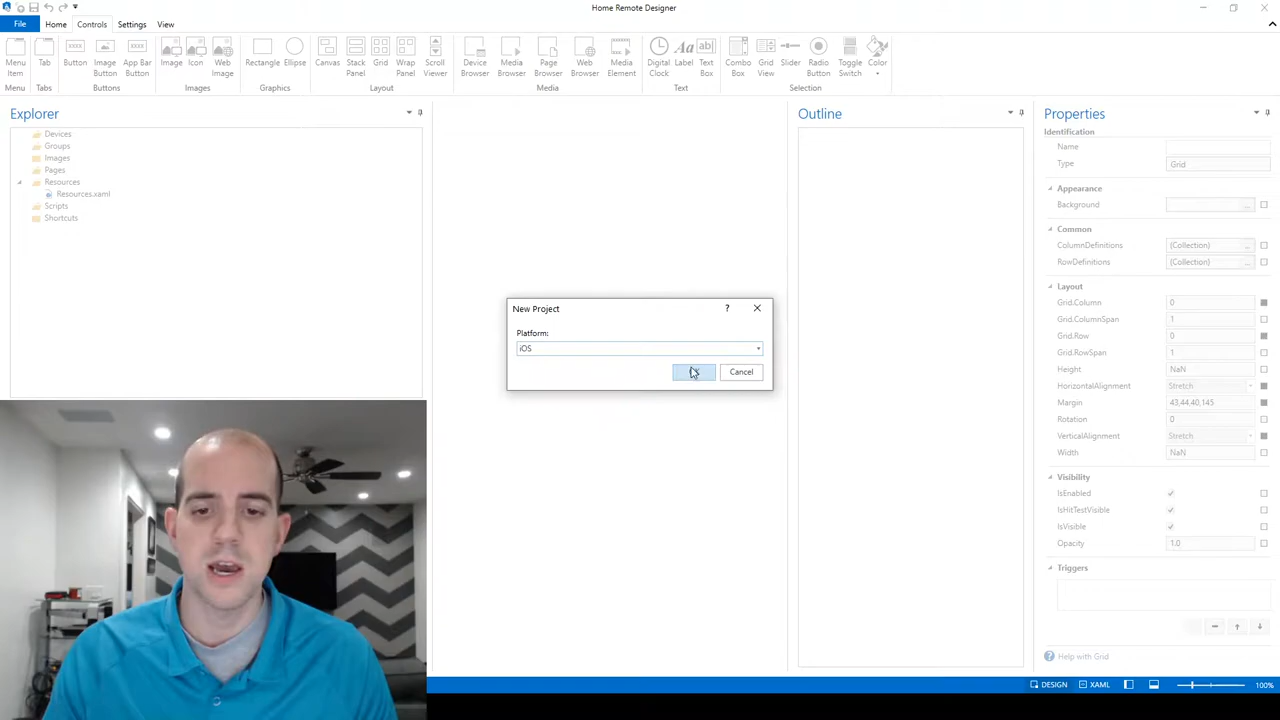 Home Remote Designer
File Home Controls Settings View
Menu Item
Tab
Button
Image Button
App Bar Button
Image
Icon
Web Image
Rectangle
Ellipse
Canvas
Stack Panel
Grid
Wrap Panel
Scroll Viewer
Device Browser
Media Browser
Page Browser
Web Browser
Media Element
Digital Clock
Aa
Label
ab
Text Box
Combo Box
Grid View
Slider
Radio Button
Toggle Switch
Color
Menu Tabs Buttons Images Graphics Layout Media Text Selection
Explorer
Devices
Groups
Images
Pages
Resources
Resources.xaml
Scripts
Shortcuts
New Project
?
Platform:
iOS
Cancel
Outline
Properties
Identification
Name
Type Grid
Appearance
Background ...
Common
ColumnDefinitions (Collection) ...
RowDefinitions (Collection) ...
Layout
Grid.Column 0
Grid.ColumnSpan 1
Grid.Row 0
Grid.RowSpan 1
Height NaN
HorizontalAlignment Stretch
Margin 43,44,40,145
Rotation 0
VerticalAlignment Stretch
Width NaN
Visibility
IsEnabled
IsHitTestVisible
IsVisible
Opacity 1.0
Triggers
? Help with Grid
DESIGN XAML 100%